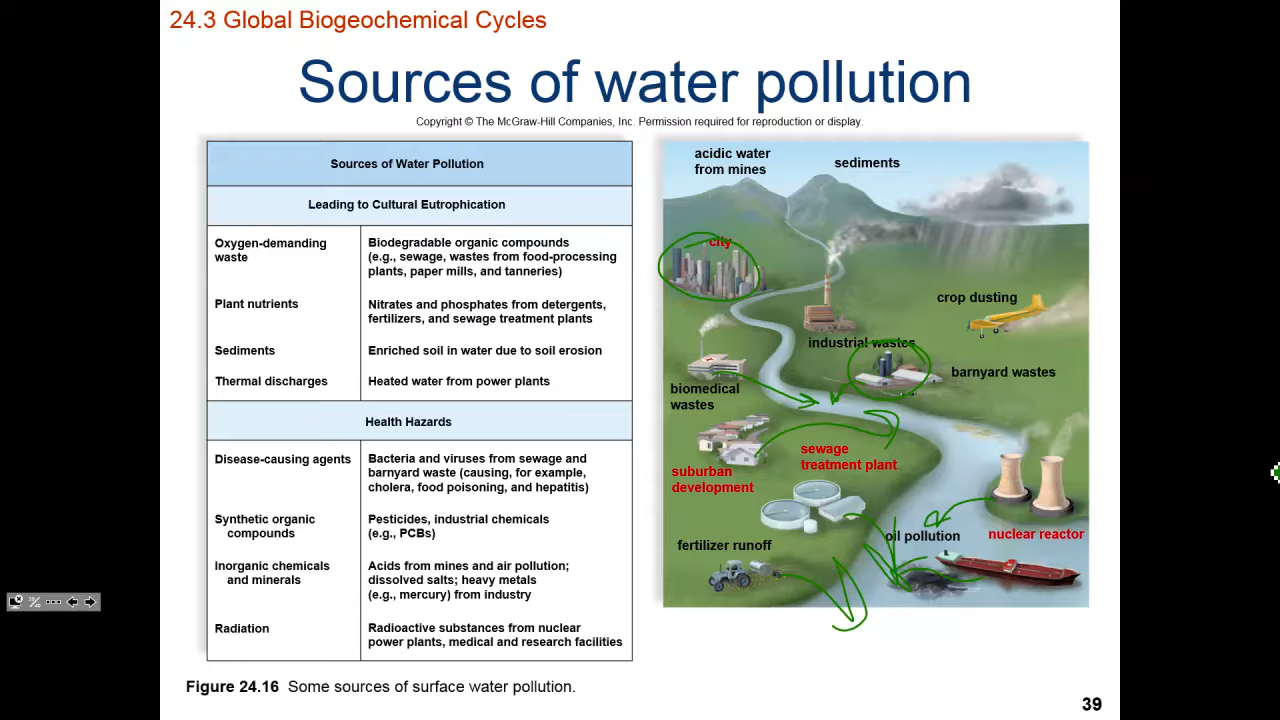 24.3 Global Biogeochemical Cycles
Sources of water pollution
Copyright © The McGraw-Hill Companies, Inc. Permission required for reproduction or display.
Sources of Water Pollution
Leading to Cultural Eutrophication
Oxygen-demanding
waste
Biodegradable organic compounds
(e.g., sewage, wastes from food-processing
plants, paper mills, and tanneries)
Plant nutrients
Nitrates and phosphates from detergents,
fertilizers, and sewage treatment plants
Sediments
Enriched soil in water due to soil erosion
Thermal discharges
Heated water from power plants
Health Hazards
Disease-causing agents
Bacteria and viruses from sewage and
barnyard waste (causing, for example,
cholera, food poisoning, and hepatitis)
Synthetic organic
compounds
Pesticides, industrial chemicals
(e.g., PCBs)
Inorganic chemicals
and minerals
Acids from mines and air pollution;
dissolved salts; heavy metals
(e.g., mercury) from industry
Radiation
Radioactive substances from nuclear
power plants, medical and research facilities
acidic water
from mines
sediments
city
crop dusting
industrial wastes
barnyard wastes
biomedical
wastes
sewage
treatment plant
suburban
development
oil pollution
nuclear reactor
fertilizer runoff
Figure 24.16 Some sources of surface water pollution.
39